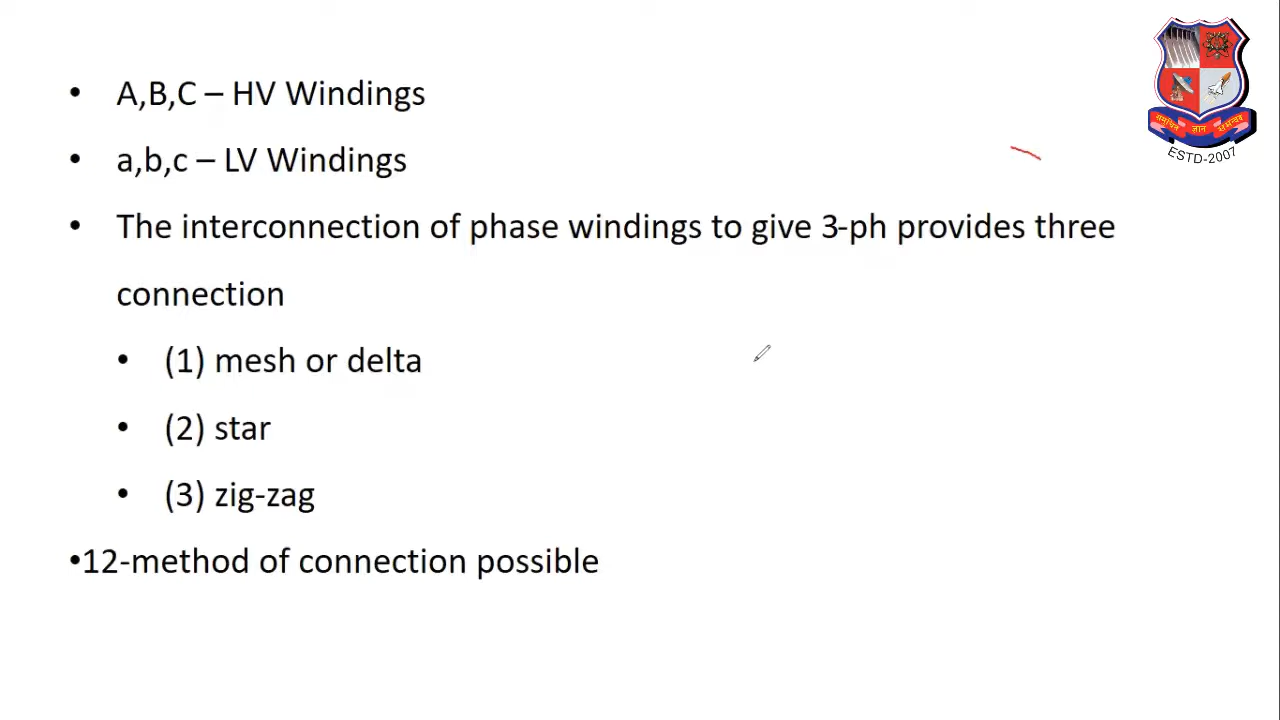 • A,B,C – HV Windings
• a,b,c – LV Windings
• The interconnection of phase windings to give 3-ph provides three
connection
• (1) mesh or delta
• (2) star
• (3) zig-zag
•12-method of connection possible
ज्ञान
ESTD-2007